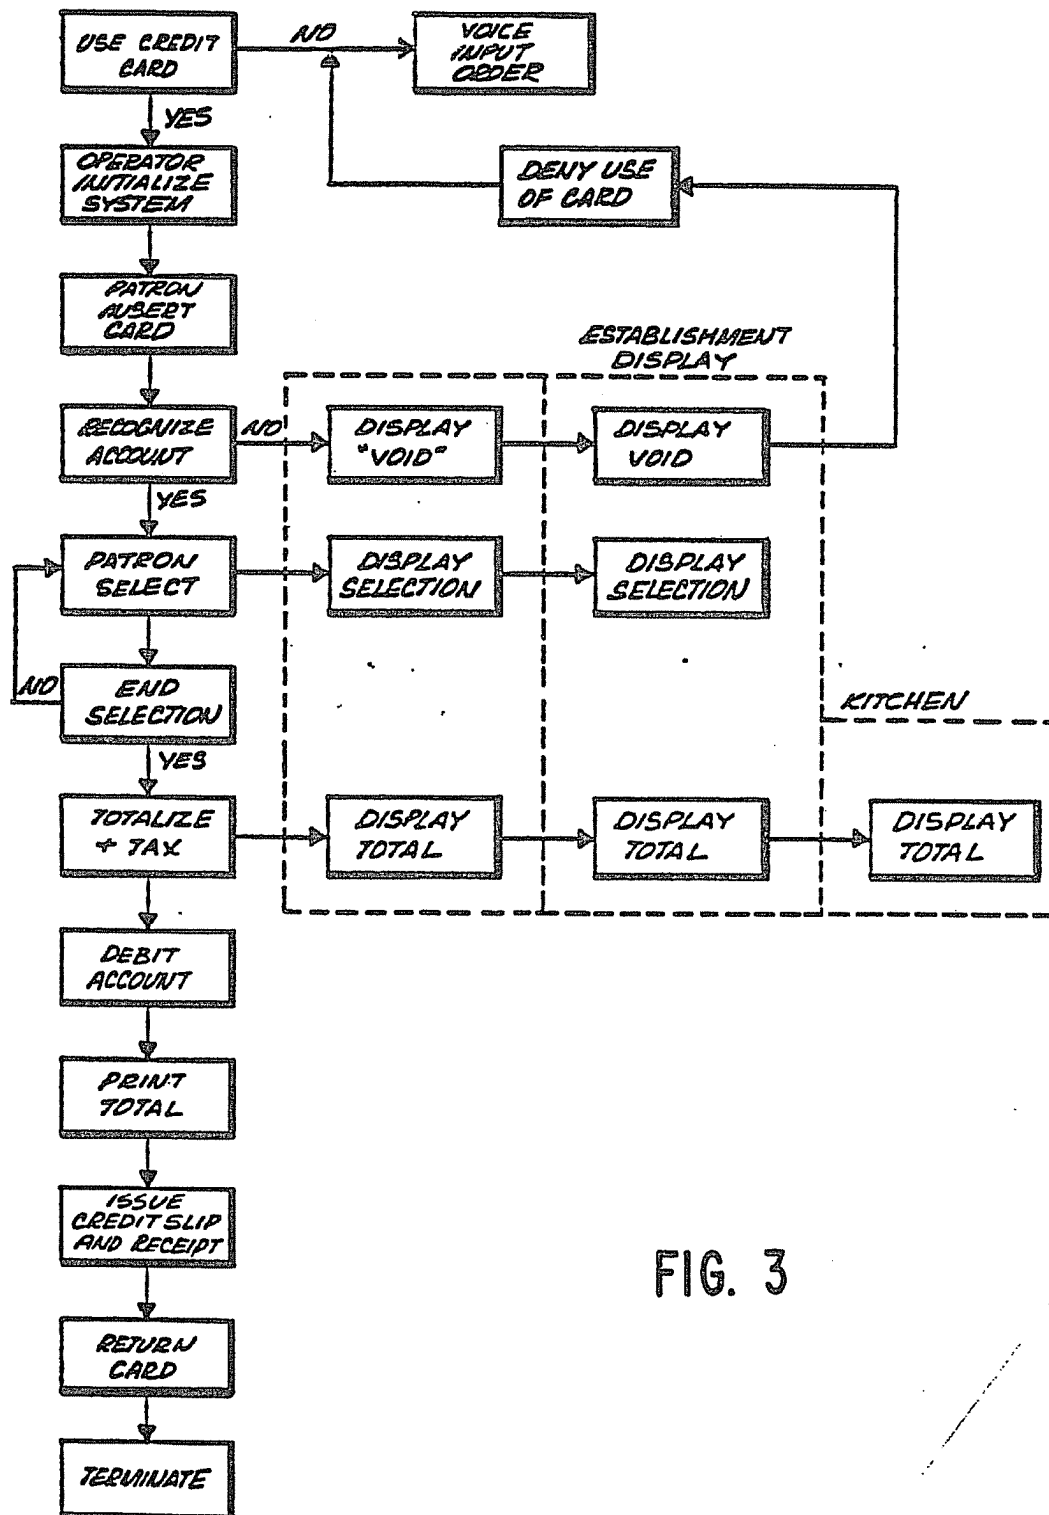 USE CREDIT
CARD
NO
VOICE
INPUT
ORDER
YES
OPERATOR
INITIALIZE
SYSTEM
DENY USE
OF CARD
PATRON
INSERT
CARD
ESTABLISHMENT
DISPLAY
RECOGNIZE
ACCOUNT
NO
DISPLAY
"VOID"
DISPLAY
VOID
YES
PATRON
SELECT
DISPLAY
SELECTION
DISPLAY
SELECTION
NO
END
SELECTION
KITCHEN
YES
TOTALIZE
+ TAX
DISPLAY
TOTAL
DISPLAY
TOTAL
DISPLAY
TOTAL
DEBIT
ACCOUNT
PRINT
TOTAL
ISSUE
CREDIT SLIP
AND RECEIPT
RETURN
CARD
TERMINATE
FIG. 3